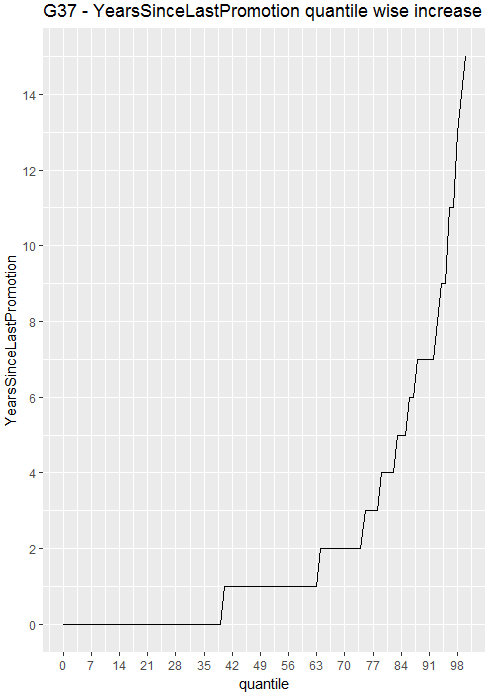 G37 - YearsSinceLastPromotion quantile wise increase
YearsSinceLastPromotion
14
12
10
8
6
4
2
0
0 7 14 21 28 35 42 49 56 63 70 77 84 91 98
quantile